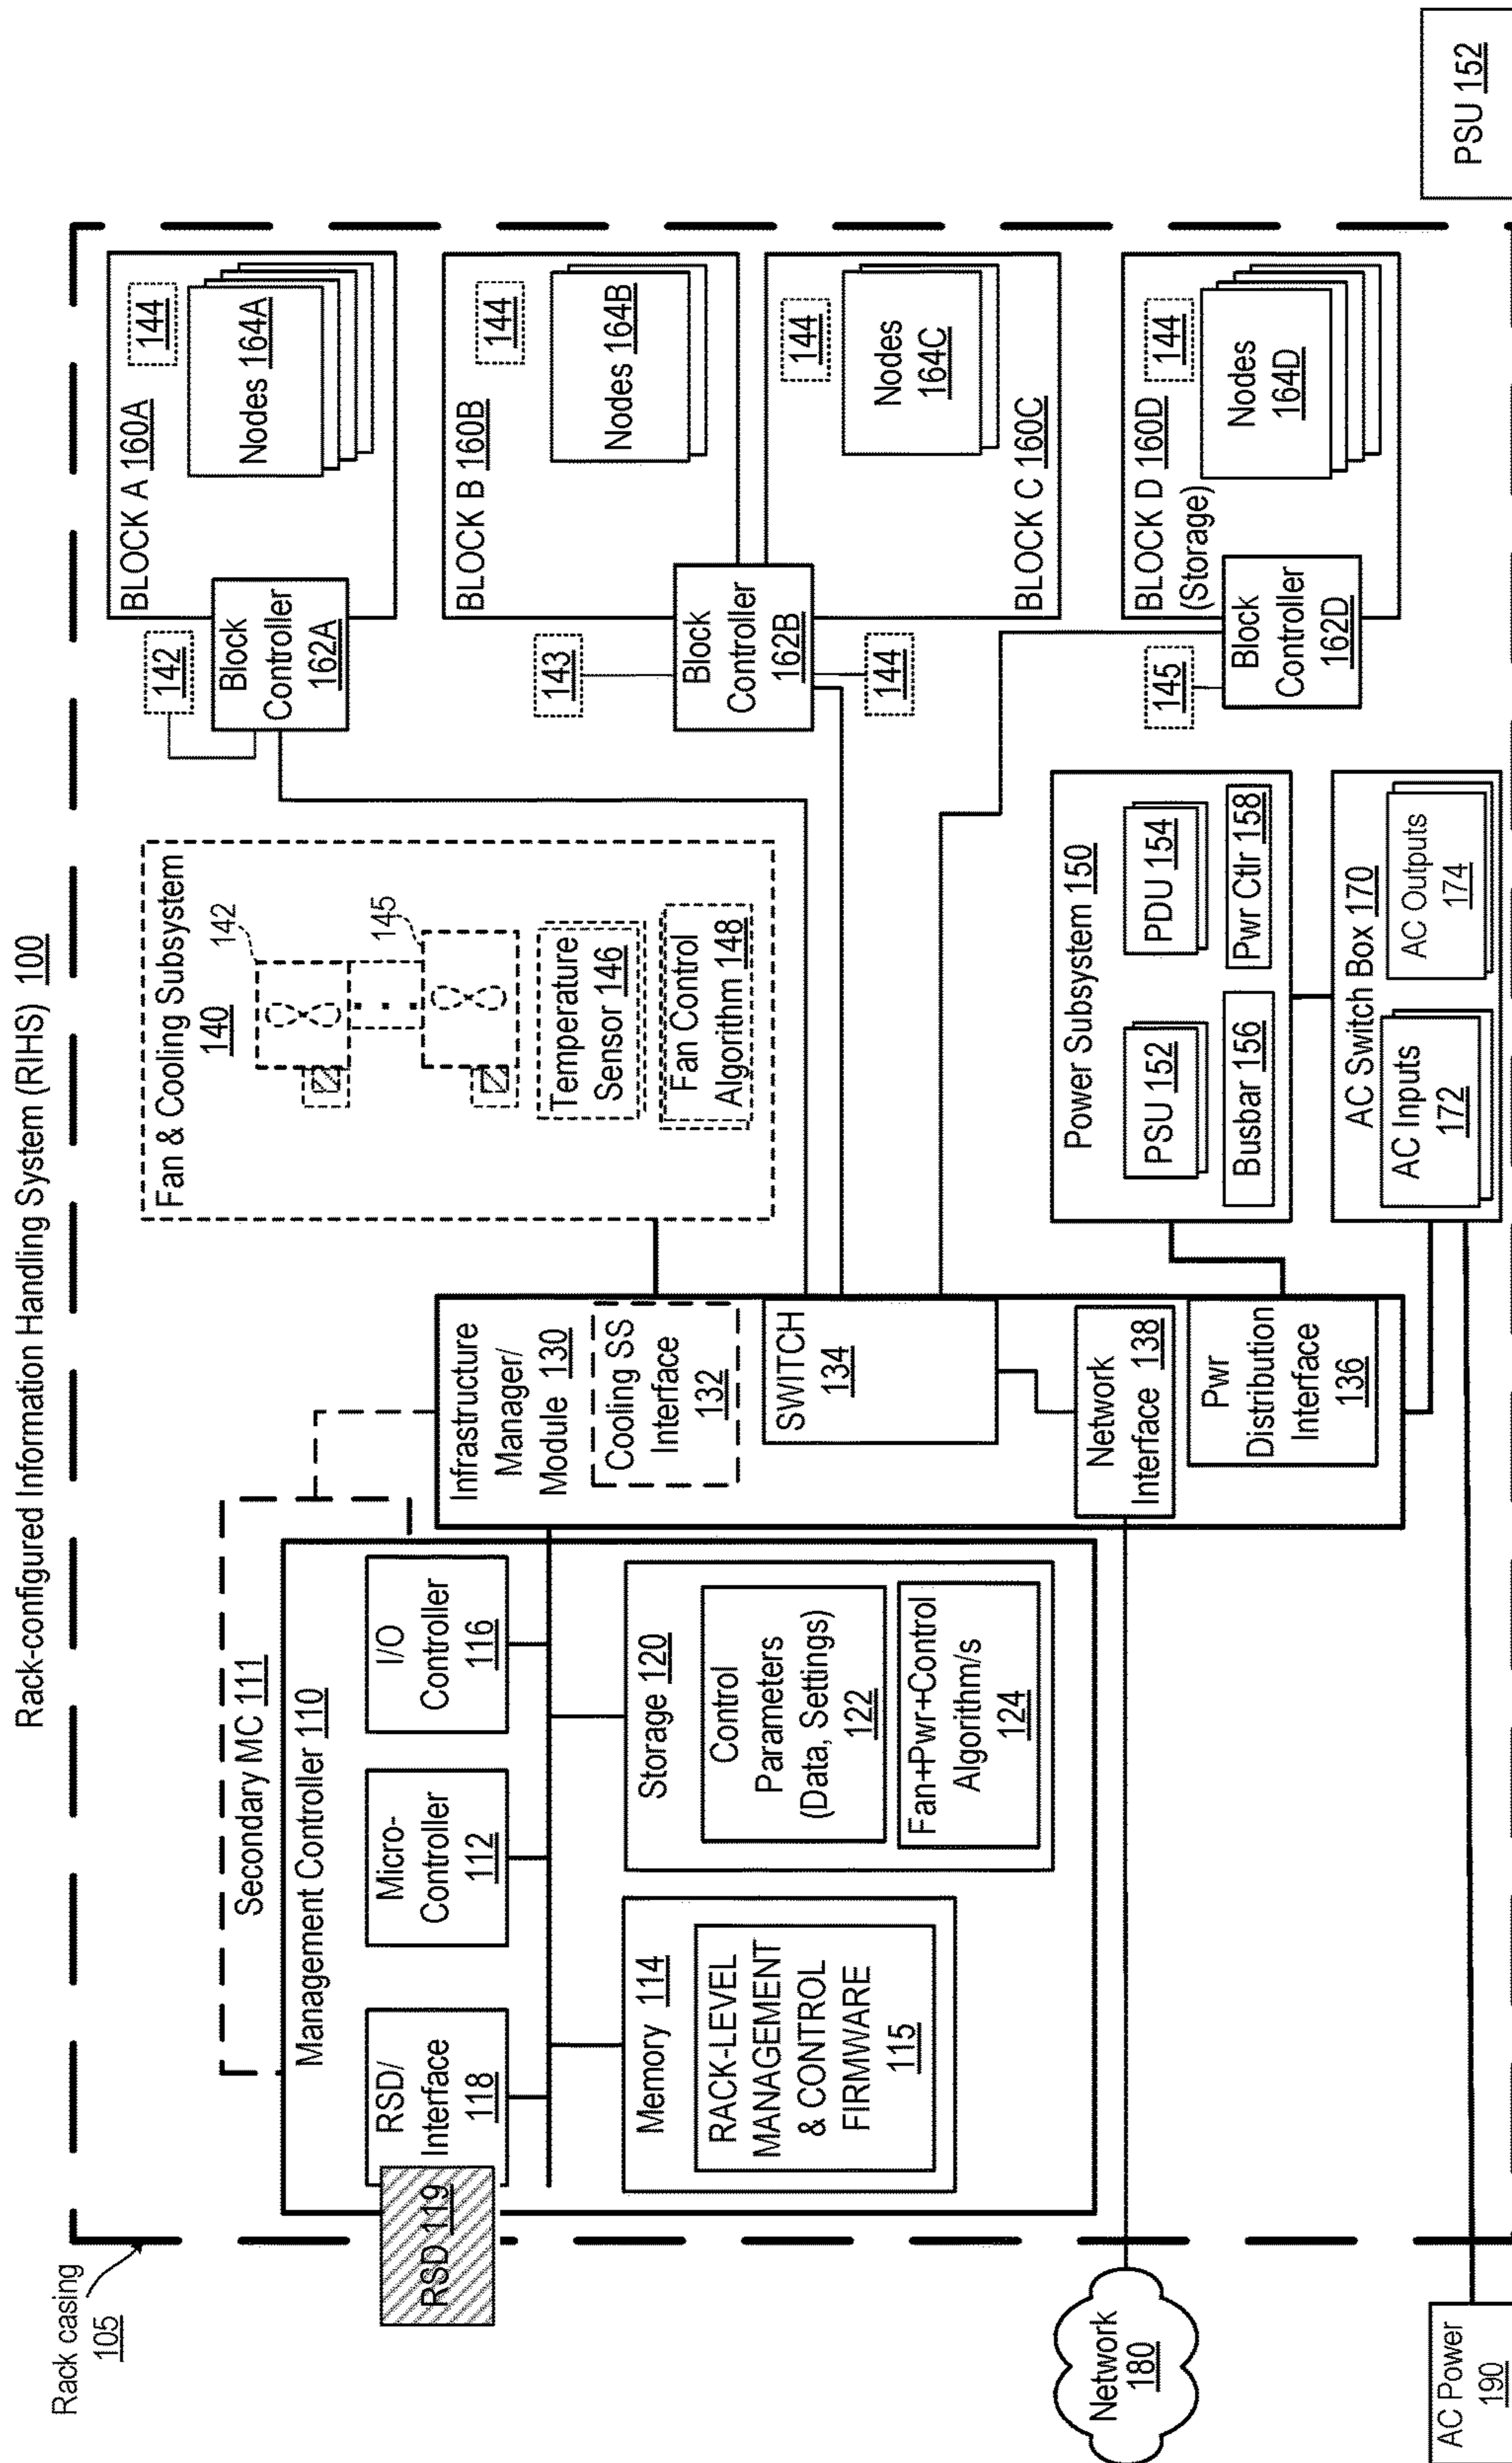 Rack-configured Information Handling System (RIHS) 100
Rack casing
105
Secondary MC 111
Management Controller 110
RSD 119
RSD/
Interface
118
Micro-
Controller
112
I/O
Controller
116
Memory 114
RACK-LEVEL
MANAGEMENT
& CONTROL
FIRMWARE
115
Storage 120
Control
Parameters
(Data, Settings)
122
Fan+Pwr+Control
Algorithm/s
124
Infrastructure
Manager/
Module 130
Cooling SS
Interface
132
SWITCH
134
Network
Interface 138
Pwr
Distribution
Interface
136
Fan & Cooling Subsystem
140
142
145
Temperature
Sensor 146
Fan Control
Algorithm 148
Power Subsystem 150
PSU 152
PDU 154
Busbar 156
Pwr Ctlr 158
AC Switch Box 170
AC Inputs
172
AC Outputs
174
142
Block
Controller
162A
BLOCK A 160A
144
Nodes 164A
143
Block
Controller
162B
144
BLOCK B 160B
144
Nodes 164B
BLOCK C 160C
144
Nodes
164C
145
Block
Controller
162D
BLOCK D 160D
(Storage)
144
Nodes
164D
Network
180
AC Power
190
PSU 152